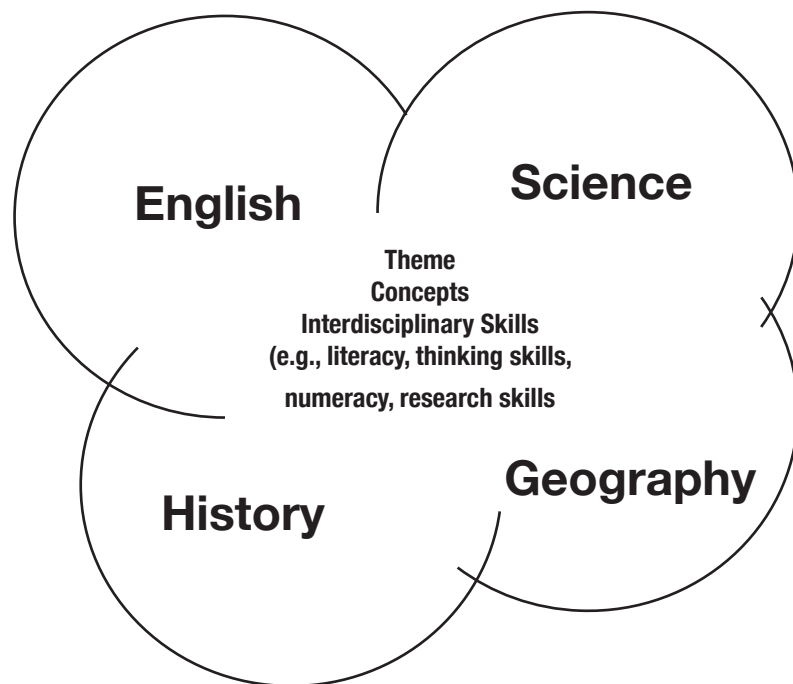 English
Science
Theme
Concepts
Interdisciplinary Skills
(e.g., literacy, thinking skills,
numeracy, research skills
History
Geography